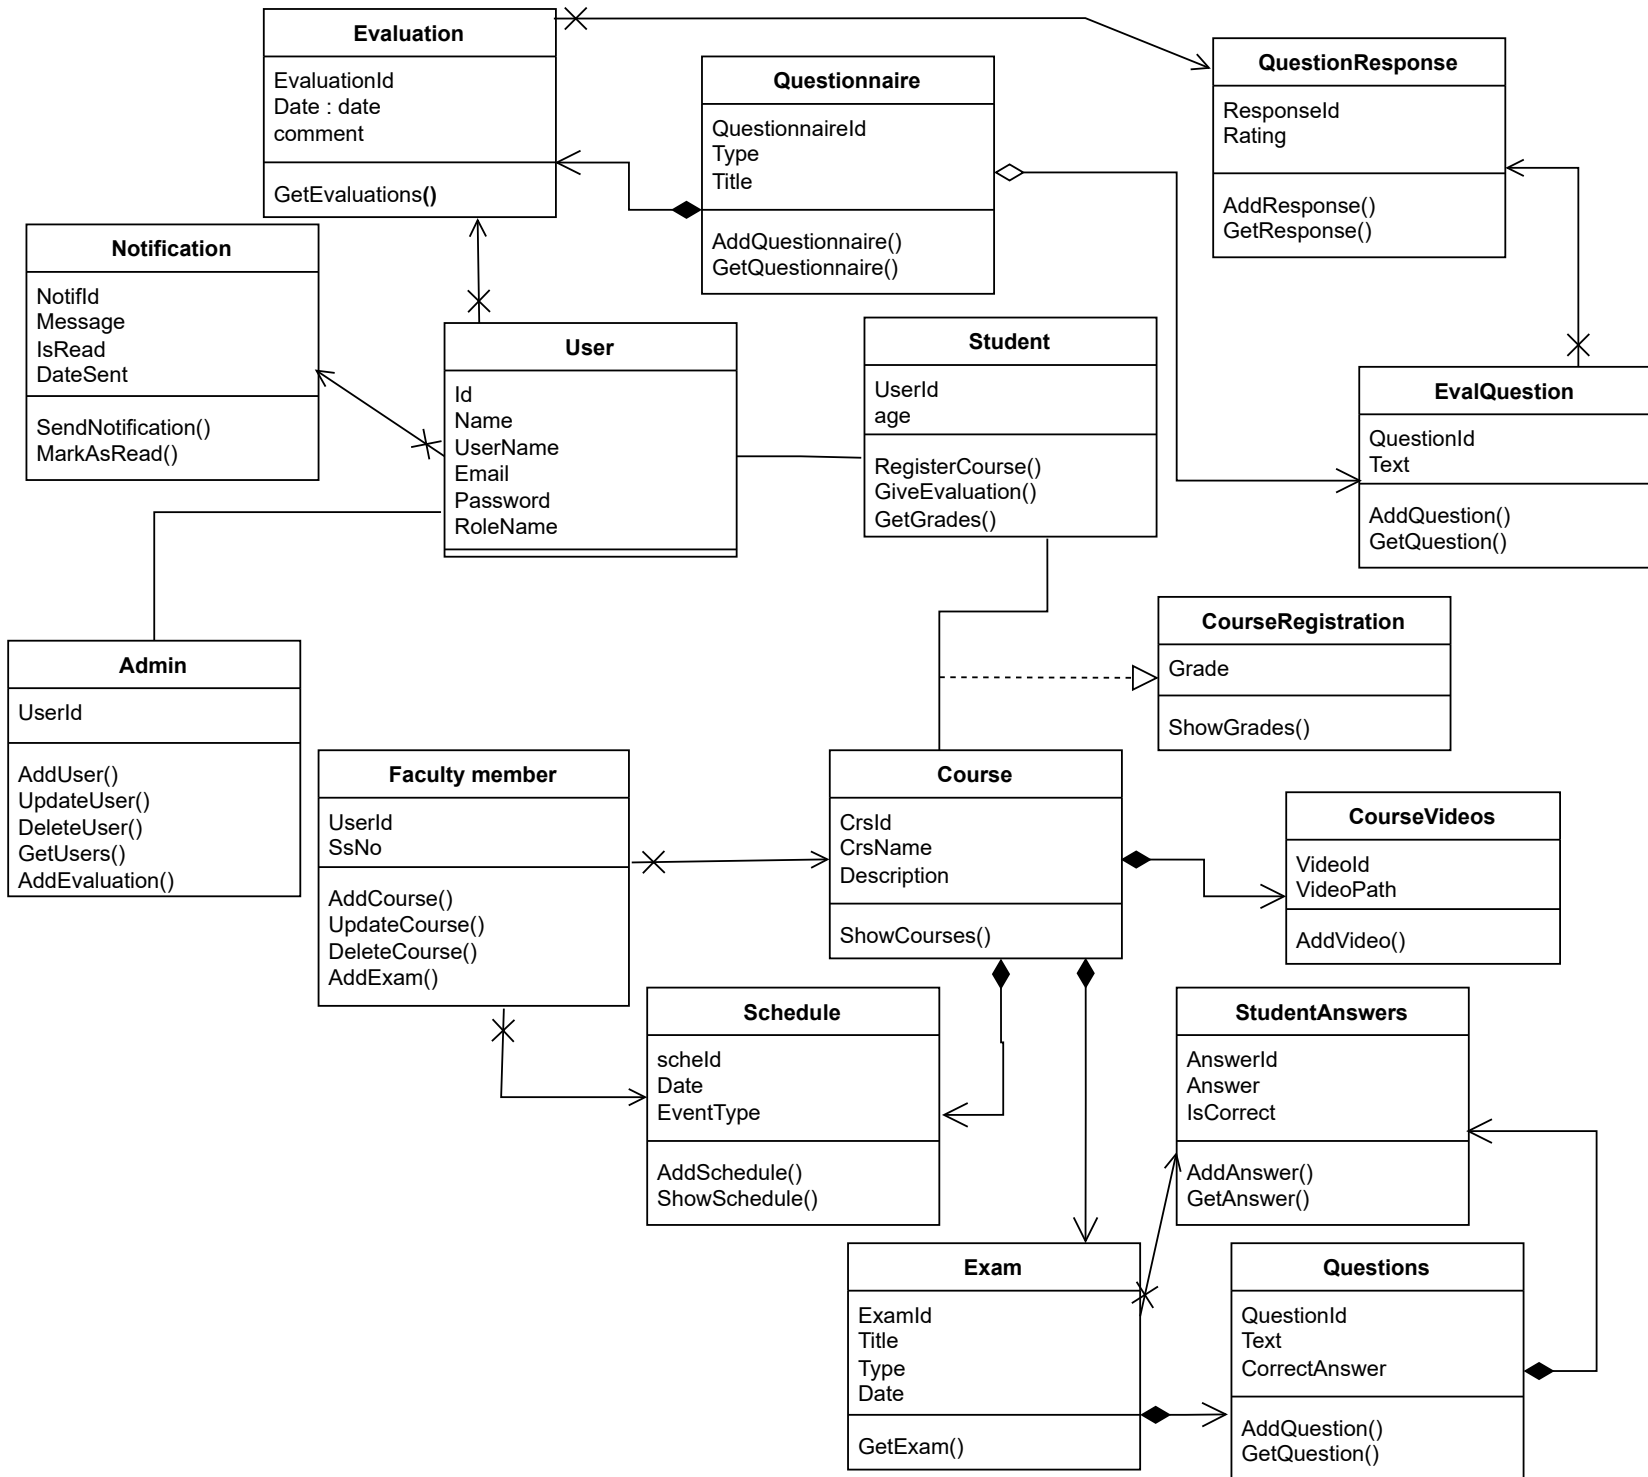 Evaluation
EvaluationId
Date : date
comment
GetEvaluations()
Questionnaire
QuestionnaireId
Type
Title
AddQuestionnaire()
GetQuestionnaire()
QuestionResponse
ResponseId
Rating
AddResponse()
GetResponse()
Notification
NotifId
Message
IsRead
DateSent
SendNotification()
MarkAsRead()
User
Id
Name
UserName
Email
Password
RoleName
Student
UserId
age
RegisterCourse()
GiveEvaluation()
GetGrades()
EvalQuestion
QuestionId
Text
AddQuestion()
GetQuestion()
CourseRegistration
Grade
ShowGrades()
Admin
UserId
AddUser()
UpdateUser()
DeleteUser()
GetUsers()
AddEvaluation()
Faculty member
UserId
SsNo
AddCourse()
UpdateCourse()
DeleteCourse()
AddExam()
Course
CrsId
CrsName
Description
ShowCourses()
CourseVideos
VideoId
VideoPath
AddVideo()
Schedule
scheId
Date
EventType
AddSchedule()
ShowSchedule()
StudentAnswers
AnswerId
Answer
IsCorrect
AddAnswer()
GetAnswer()
Exam
ExamId
Title
Type
Date
GetExam()
Questions
QuestionId
Text
CorrectAnswer
AddQuestion()
GetQuestion()